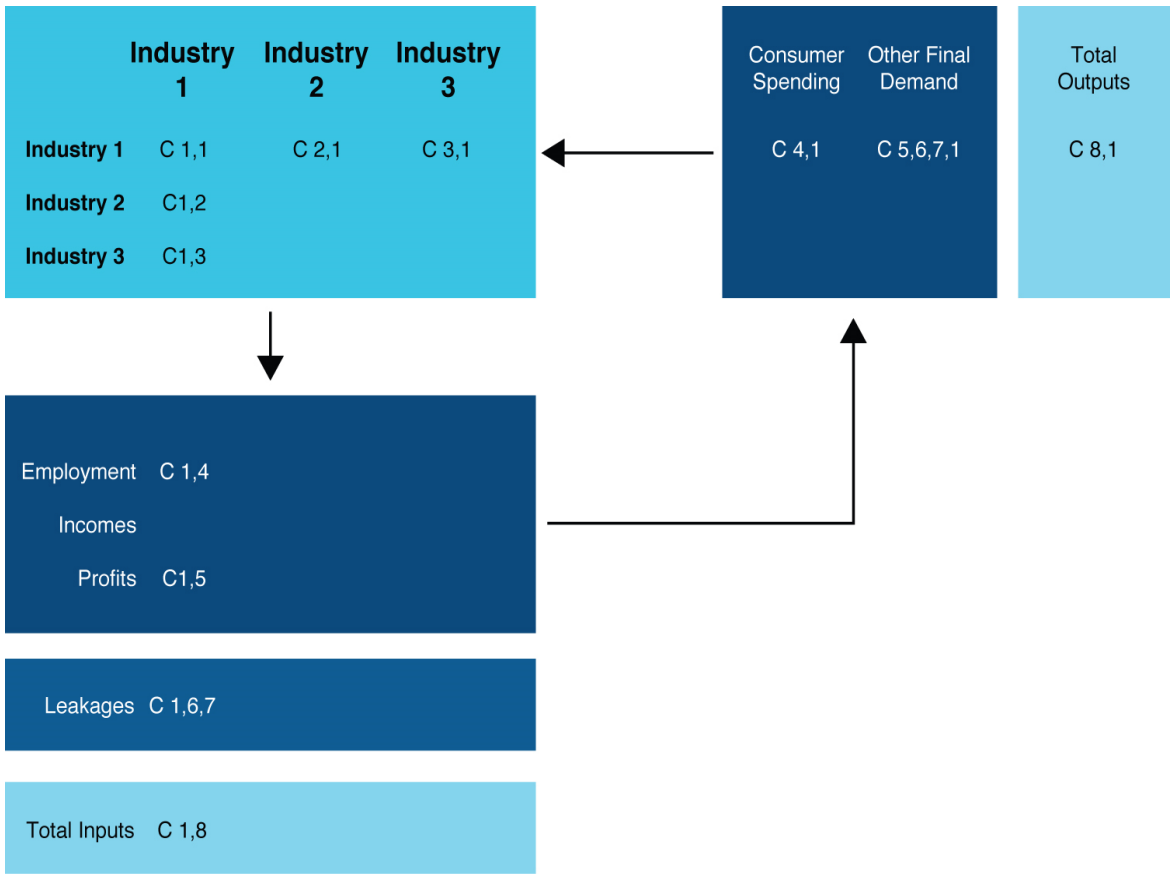 Industry 1 Industry 2 Industry 3
Consumer Spending Other Final Demand
Total Outputs
Industry 1 C 1,1 C 2,1 C 3,1 C 4,1 C 5,6,7,1 C 8,1
Industry 2 C1,2
Industry 3 C1,3
Employment C 1,4
Incomes
Profits C1,5
Leakages C 1,6,7
Total Inputs C 1,8